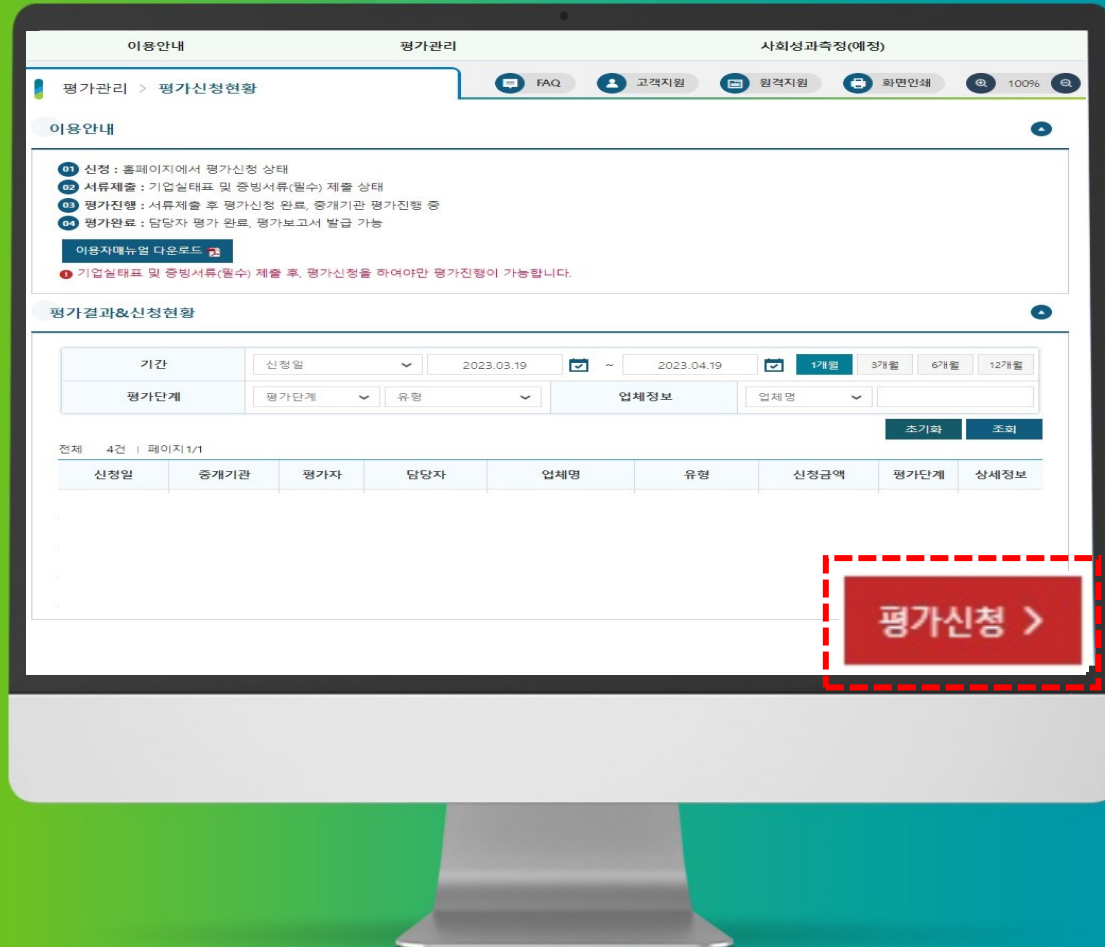 이용안내 평가관리 사회성과측정(예정)
평가관리 > 평가신청현황 FAQ 고객지원 원격지원 화면인쇄 100%
이용안내
01 신청 : 홈페이지에서 평가신청 상태
02 서류제출 : 기업실태표 및 증빙서류(필수) 제출 상태
03 평가진행 : 서류제출 후 평가신청 완료, 중개기관 평가진행 중
04 평가완료 : 담당자 평가 완료, 평가보고서 발급 가능
이용자매뉴얼 다운로드
기업실태표 및 증빙서류(필수) 제출 후, 평가신청을 하여야만 평가진행이 가능합니다.
평가결과&신청현황
기간 신청일 2023.03.19 ~ 2023.04.19 1개월 3개월 6개월 12개월
평가단계 평가단계 유형 업체정보 업체명
초기화 조회
전체 4건 | 페이지1/1
신청일 중개기관 평가자 담당자 업체명 유형 신청금액 평가단계 상세정보
평가신청 >